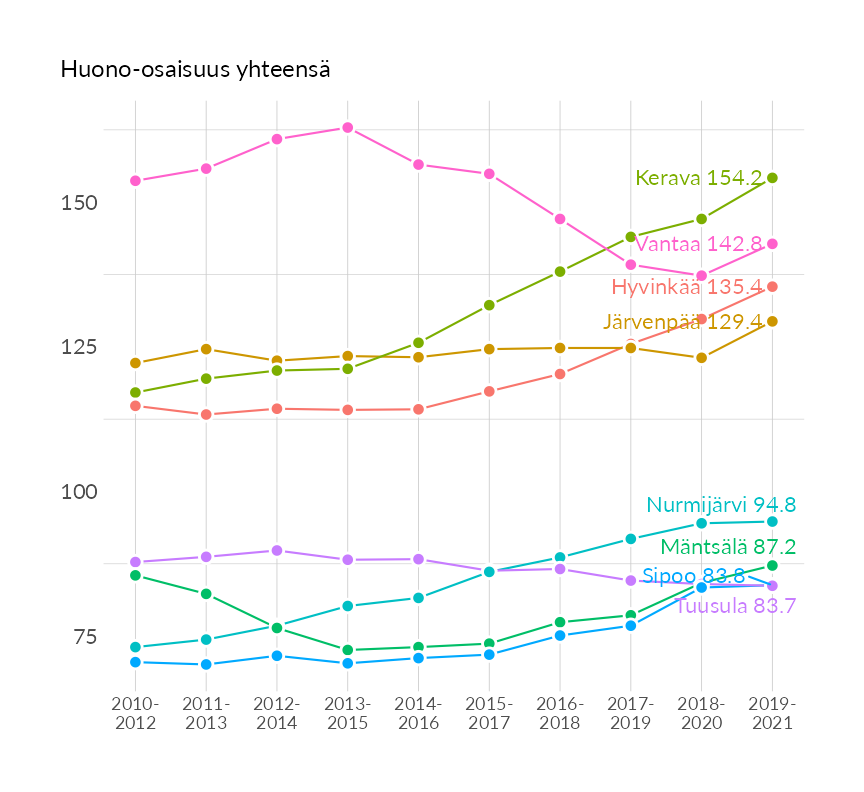 Huono-osaisuus yhteensä
150
125
100
75
Kerava 154.2
Vantaa 142.8
Hyvinkää 135.4
Järvenpää 129.4
Nurmijärvi 94.8
Mäntsälä 87.2
Sipoo 83.8
Tuusula 83.7
2010- 2011- 2012- 2013- 2014- 2015- 2016- 2017- 2018- 2019-
2012 2013 2014 2015 2016 2017 2018 2019 2020 2021